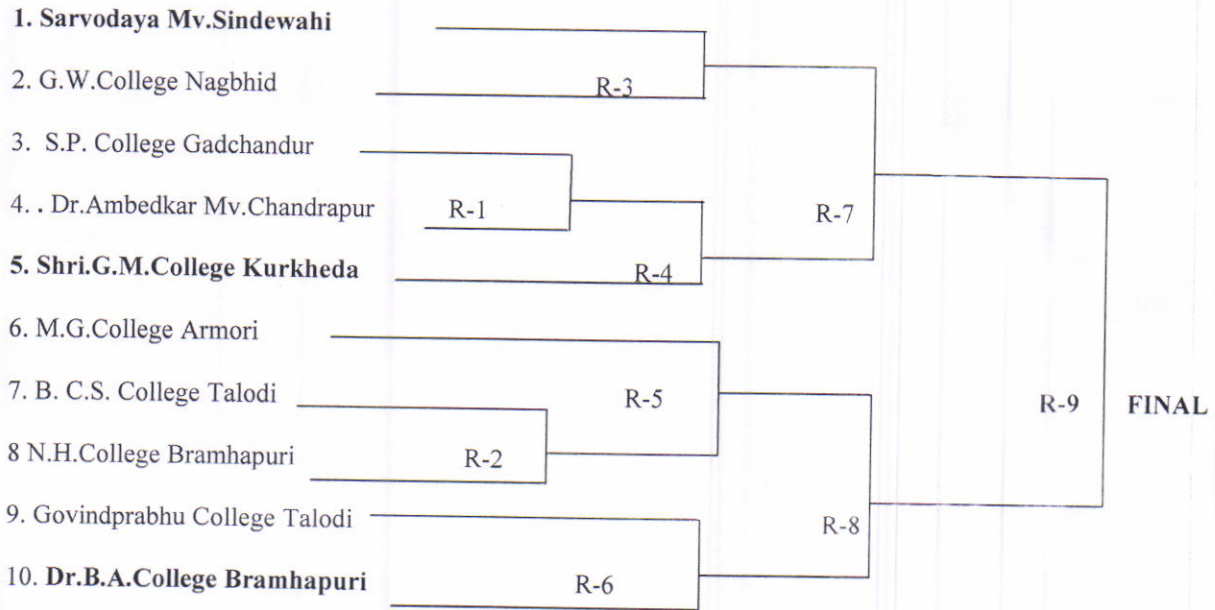 1. Sarvodaya Mv.Sindewahi
2. G.W.College Nagbhid
R-3
3. S.P. College Gadchandur
4. . Dr.Ambedkar Mv.Chandrapur
R-1
R-7
5. Shri.G.M.College Kurkheda
R-4
6. M.G.College Armori
7. B. C.S. College Talodi
R-5
R-9
FINAL
8 N.H.College Bramhapuri
R-2
9. Govindprabhu College Talodi
R-8
10. Dr.B.A.College Bramhapuri
R-6